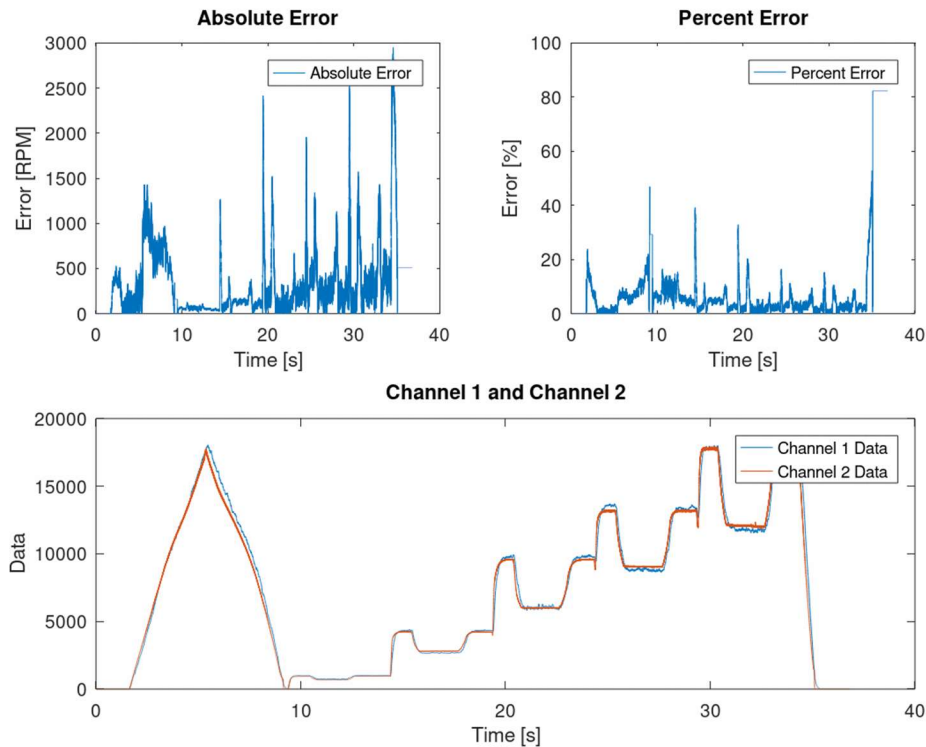 Absolute Error
Percent Error
3000
2500
2000
1500
1000
500
0
Error [RPM]
Absolute Error
0 10 20 30 40
Time [s]
100
80
60
40
20
0
Error [%]
Percent Error
0 10 20 30 40
Time [s]
Channel 1 and Channel 2
20000
15000
10000
5000
0
Data
Channel 1 Data
Channel 2 Data
0 10 20 30 40
Time [s]